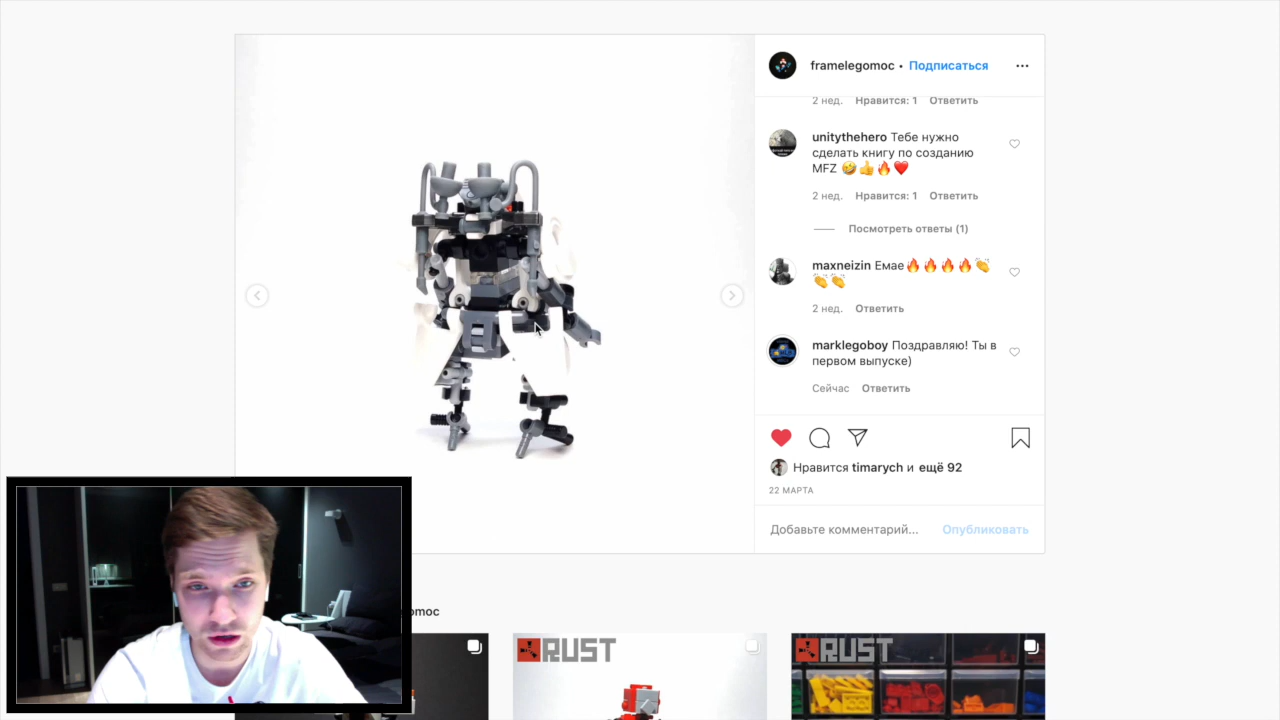 framelegomoc • Подписаться
2 нед. Нравится: 1 Ответить
unitythehero Тебе нужно
сделать книгу по созданию
MFZ 🤣👍🔥❤️
2 нед. Нравится: 1 Ответить
Посмотреть ответы (1)
maxneizin Емае🔥🔥🔥🔥👏
👏👏
2 нед. Ответить
marklegoboy Поздравляю! Ты в
первом выпуске)
Сейчас Ответить
Нравится timarych и ещё 92
22 МАРТА
Добавьте комментарий... Опубликовать
omoc
RUST
RUST